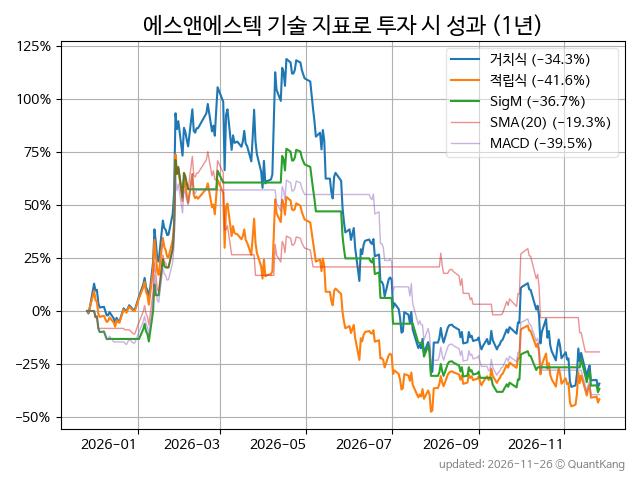 에스앤에스텍 기술 지표로 투자 시 성과 (1년)
125%
100%
75%
50%
25%
0%
−25%
−50%
거치식 (−34.3%)
적립식 (−41.6%)
SigM (−36.7%)
SMA(20) (−19.3%)
MACD (−39.5%)
2026−01
2026−03
2026−05
2026−07
2026−09
2026−11
updated: 2026-11-26 ⓒ QuantKang